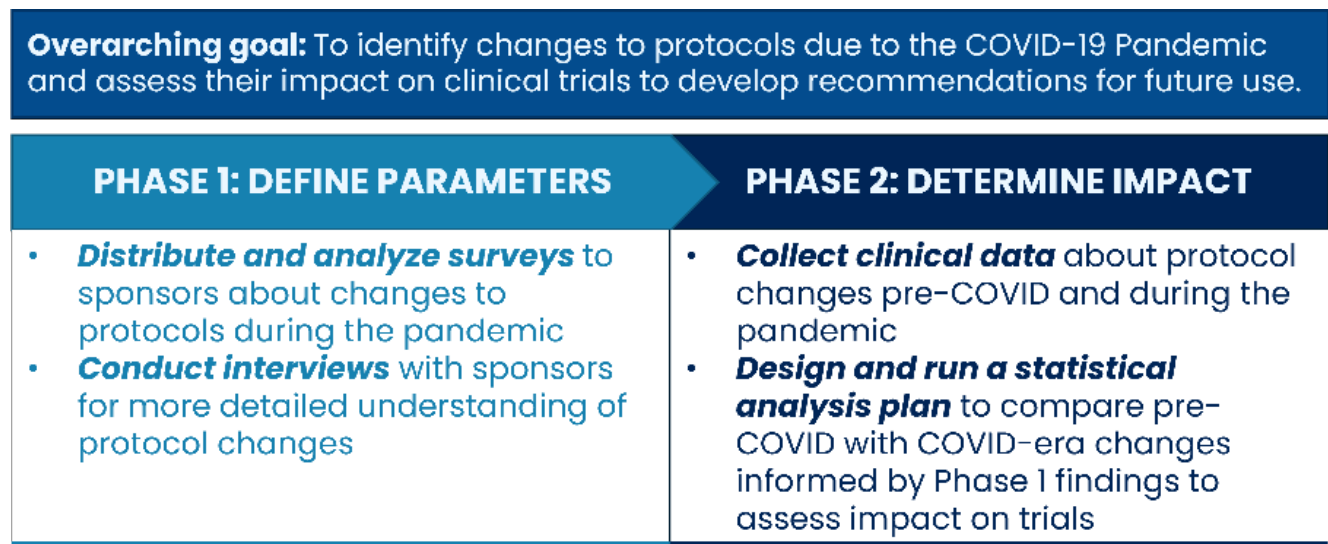 Overarching goal: To identify changes to protocols due to the COVID-19 Pandemic
and assess their impact on clinical trials to develop recommendations for future use.
PHASE 1: DEFINE PARAMETERS
• Distribute and analyze surveys to
sponsors about changes to
protocols during the pandemic
• Conduct interviews with sponsors
for more detailed understanding of
protocol changes
PHASE 2: DETERMINE IMPACT
• Collect clinical data about protocol
changes pre-COVID and during the
pandemic
• Design and run a statistical
analysis plan to compare pre-
COVID with COVID-era changes
informed by Phase 1 findings to
assess impact on trials